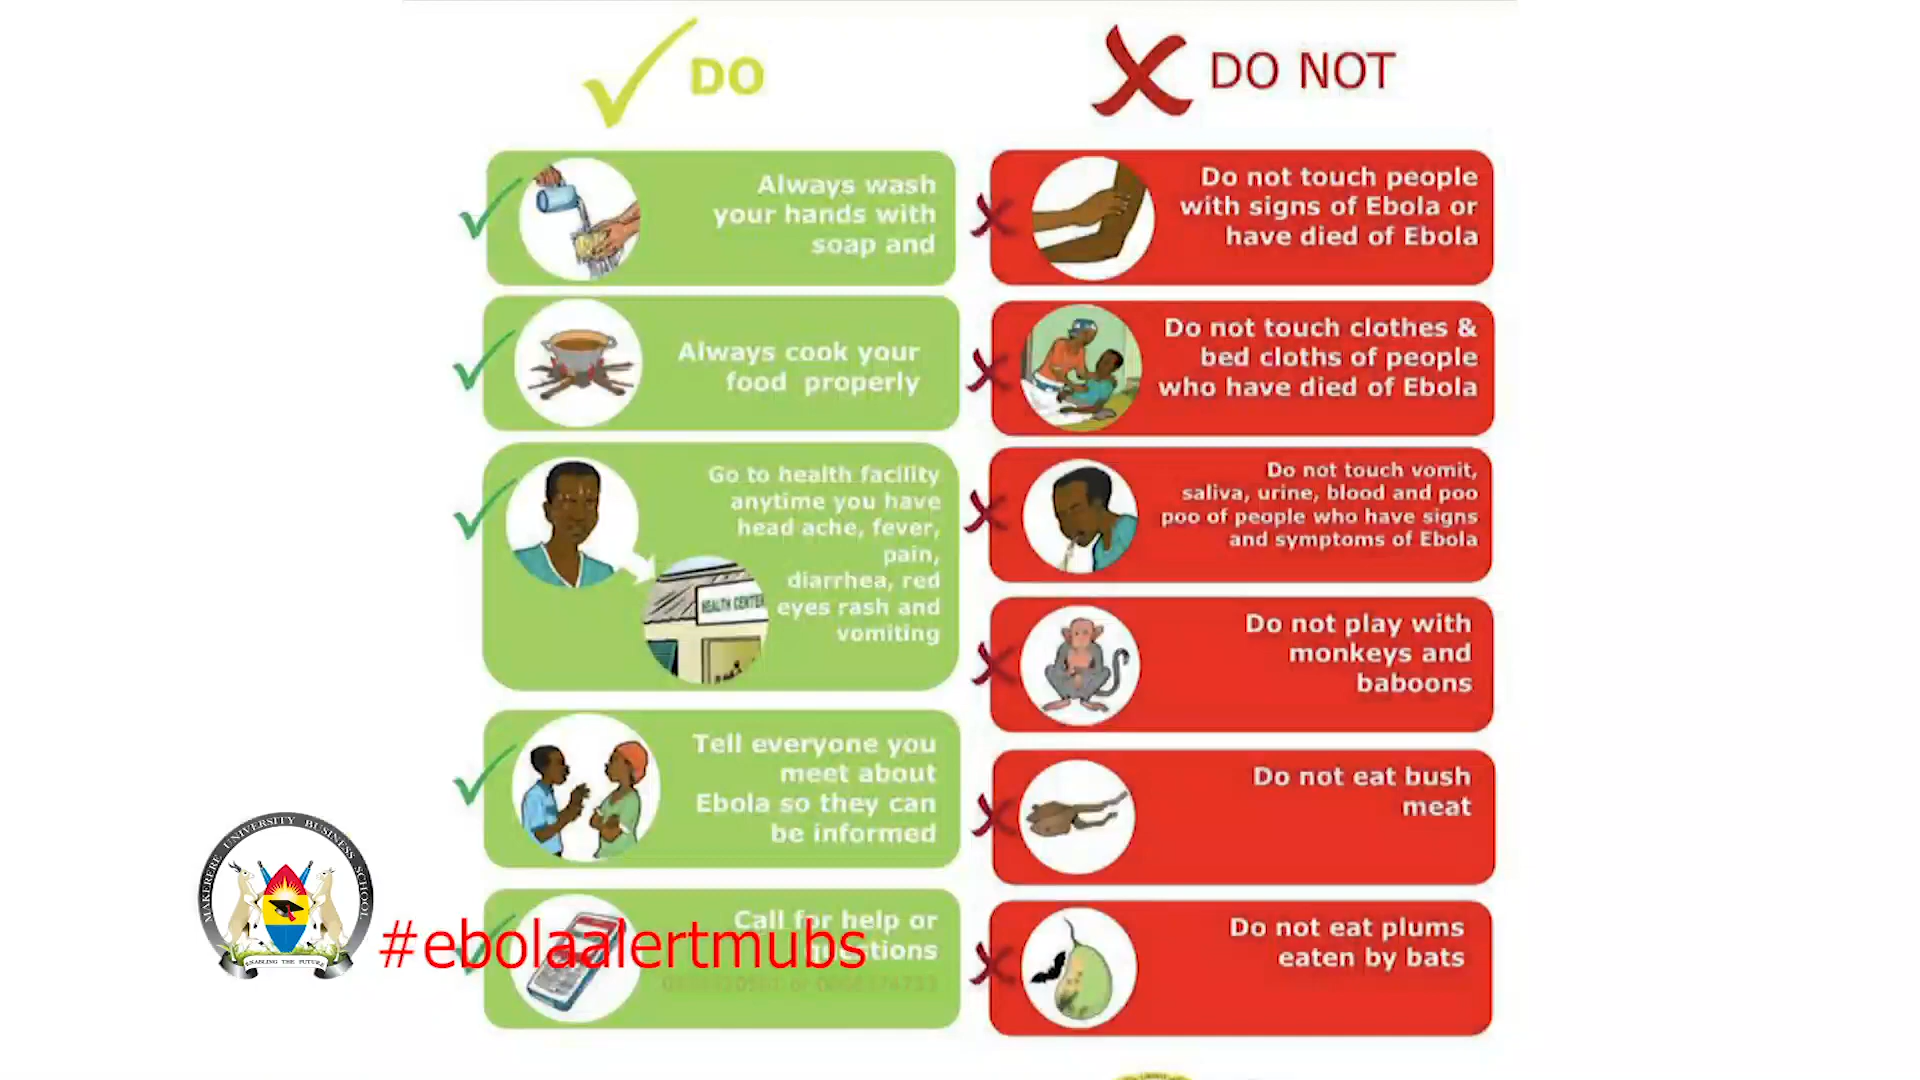 DO
Always wash
your hands with
soap and
Always cook your
food properly
Go to health facility
anytime you have
head ache, fever,
pain,
diarrhea, red
eyes rash and
vomiting
HEALTH CENTE
Tell everyone you
meet about
Ebola so they can
be informed
Call for help or
or
DO NOT
Do not touch people
with signs of Ebola or
have died of Ebola
Do not touch clothes &
bed cloths of people
who have died of Ebola
Do not touch vomit,
saliva, urine, blood and poo
poo of people who have signs
and symptoms of Ebola
Do not play with
monkeys and
baboons
Do not eat bush
meat
Do not eat plums
eaten by bats
MAKERERE UNIVERSITY BUSINESS SCHOOL
ENABLING THE FUTURE
#ebolaalertmubs